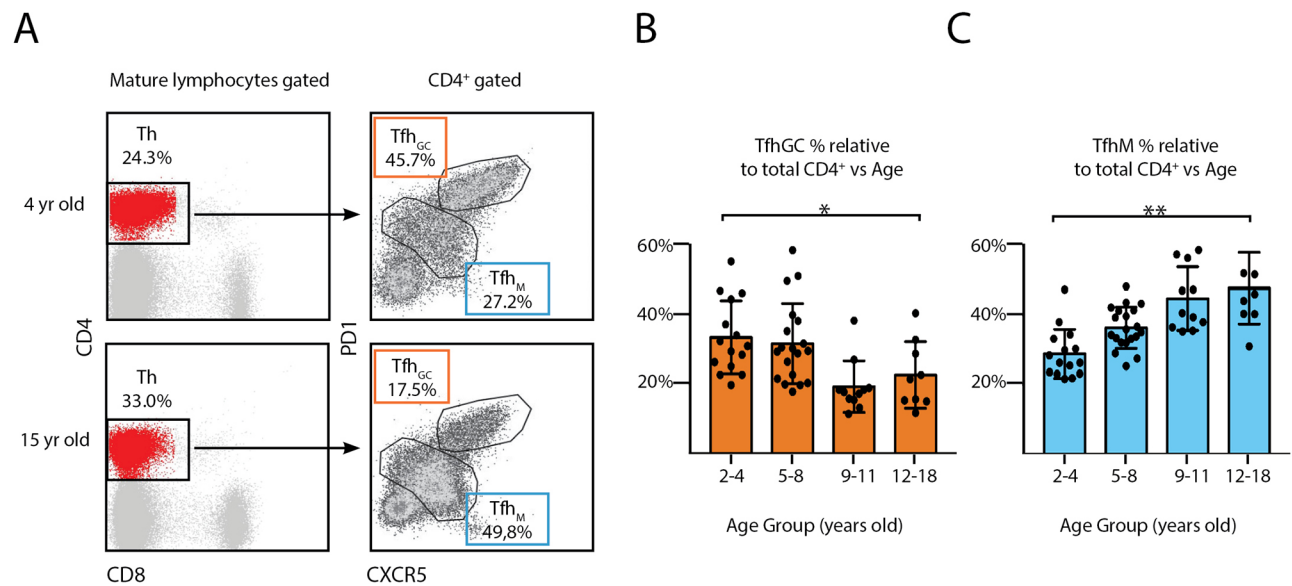 A
B
C
Mature lymphocytes gated
CD4⁺ gated
Th
24.3%
Tfh_GC
45.7%
4 yr old
Tfh_M
27.2%
CD4
PD1
Th
33.0%
Tfh_GC
17.5%
15 yr old
Tfh_M
49,8%
CD8
CXCR5
TfhGC % relative
to total CD4⁺ vs Age
*
60%
40%
20%
2-4
5-8
9-11
12-18
Age Group (years old)
TfhM % relative
to total CD4⁺ vs Age
**
60%
40%
20%
2-4
5-8
9-11
12-18
Age Group (years old)